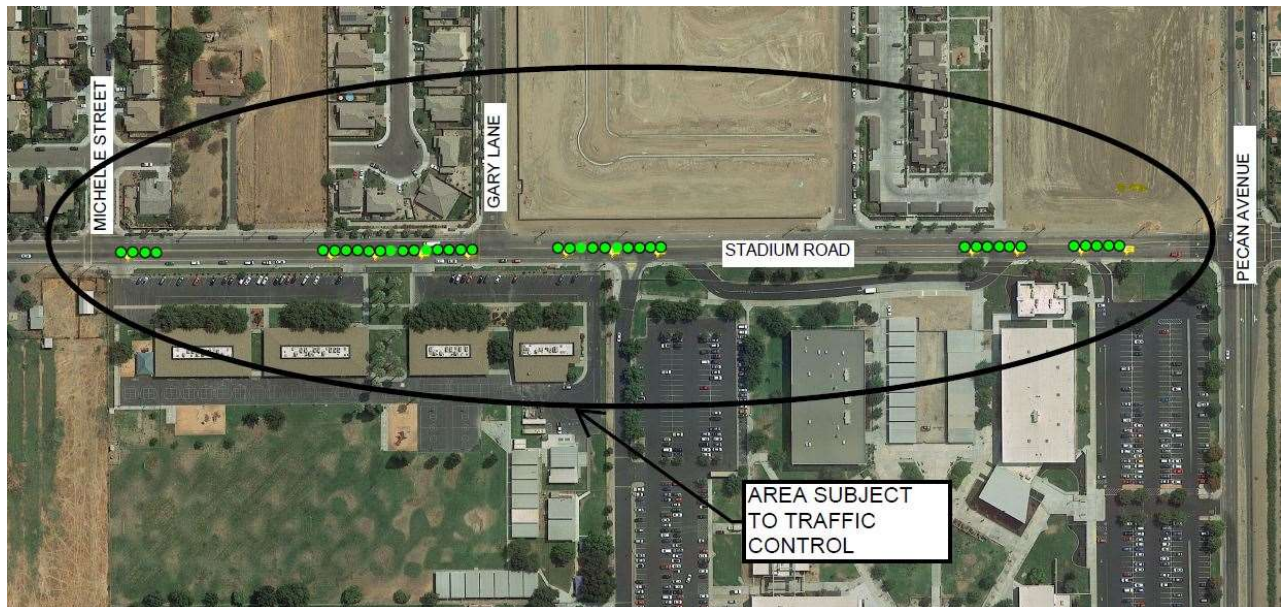 MICHELLE STREET
GARY LANE
STADIUM ROAD
PECAN AVENUE
AREA SUBJECT
TO TRAFFIC
CONTROL